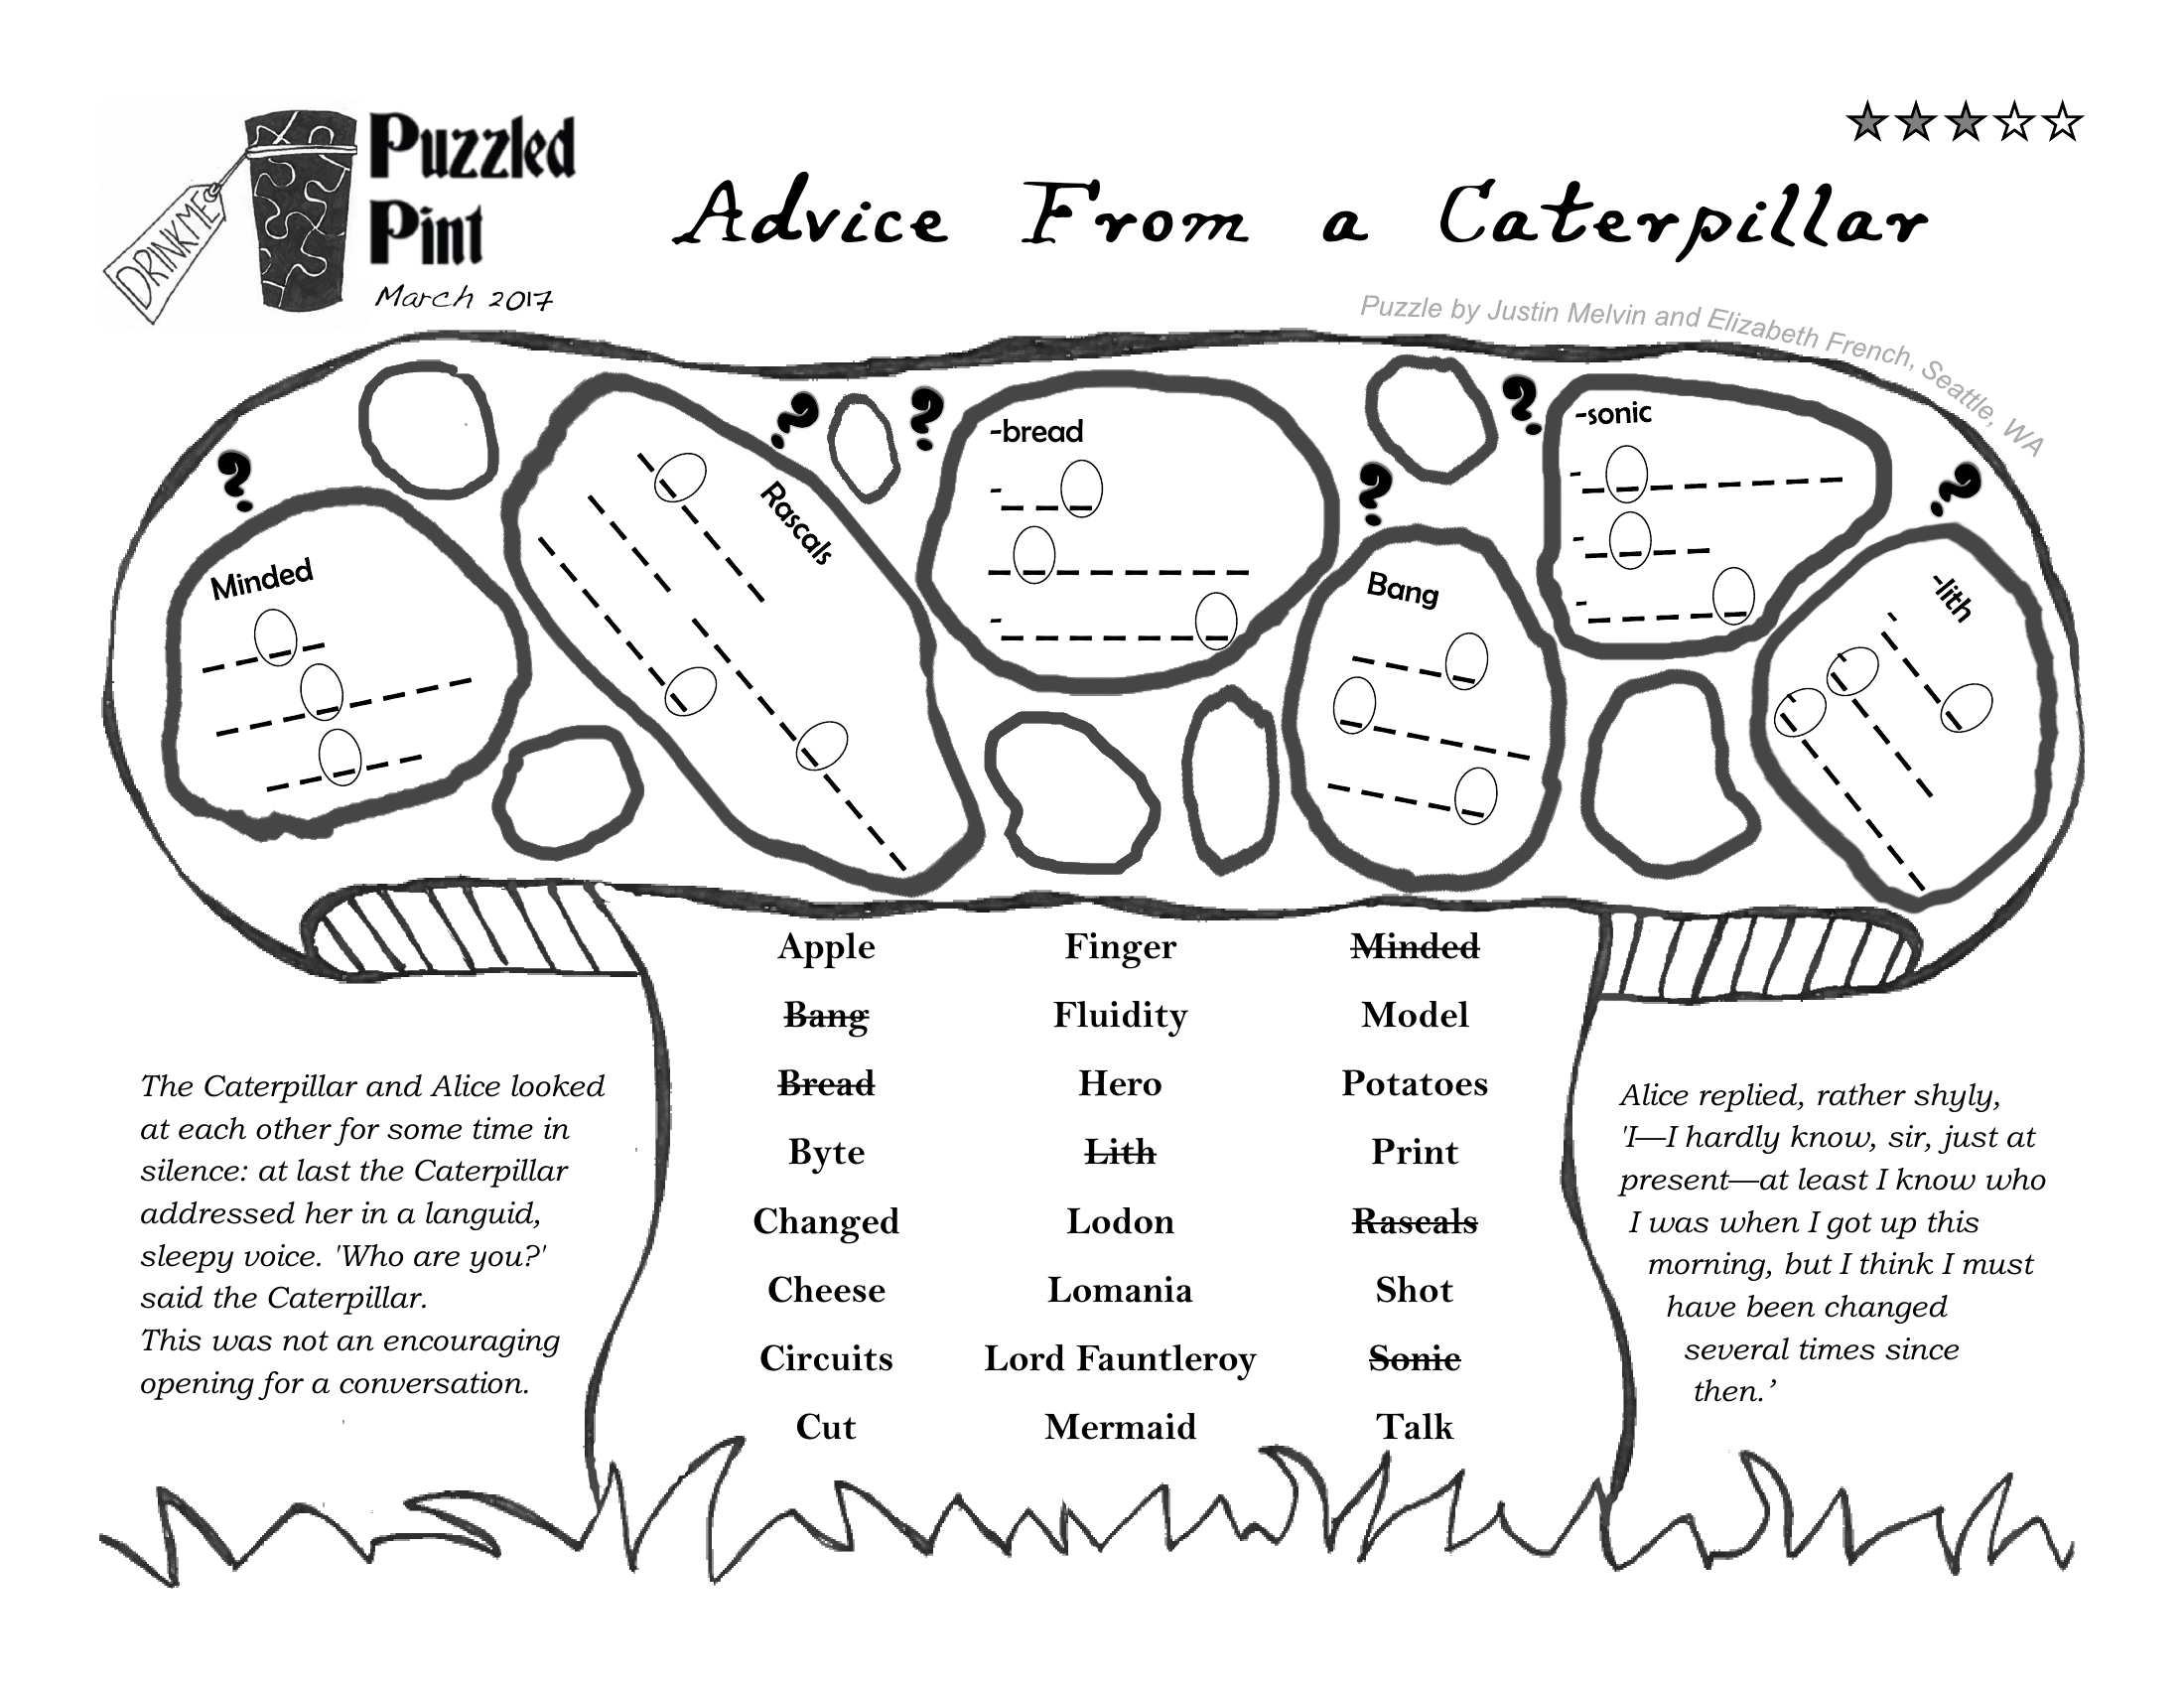 Puzzled
Pint
DRINKME
March 2017
Advice From a Caterpillar
Puzzle by Justin Melvin and Elizabeth French, Seattle, WA
?
?
?
?
?
?
Minded
Rascals
-bread
-
-
Bang
-sonic
-
-
-
-lith
-
-
-
Apple Finger Minded
Bang Fluidity Model
Bread Hero Potatoes
Byte Lith Print
Changed Lodon Rascals
Cheese Lomania Shot
Circuits Lord Fauntleroy Sonic
Cut Mermaid Talk
The Caterpillar and Alice looked
at each other for some time in
silence: at last the Caterpillar
addressed her in a languid,
sleepy voice. 'Who are you?'
said the Caterpillar.
This was not an encouraging
opening for a conversation.
Alice replied, rather shyly,
'I—I hardly know, sir, just at
present—at least I know who
I was when I got up this
morning, but I think I must
have been changed
several times since
then.’